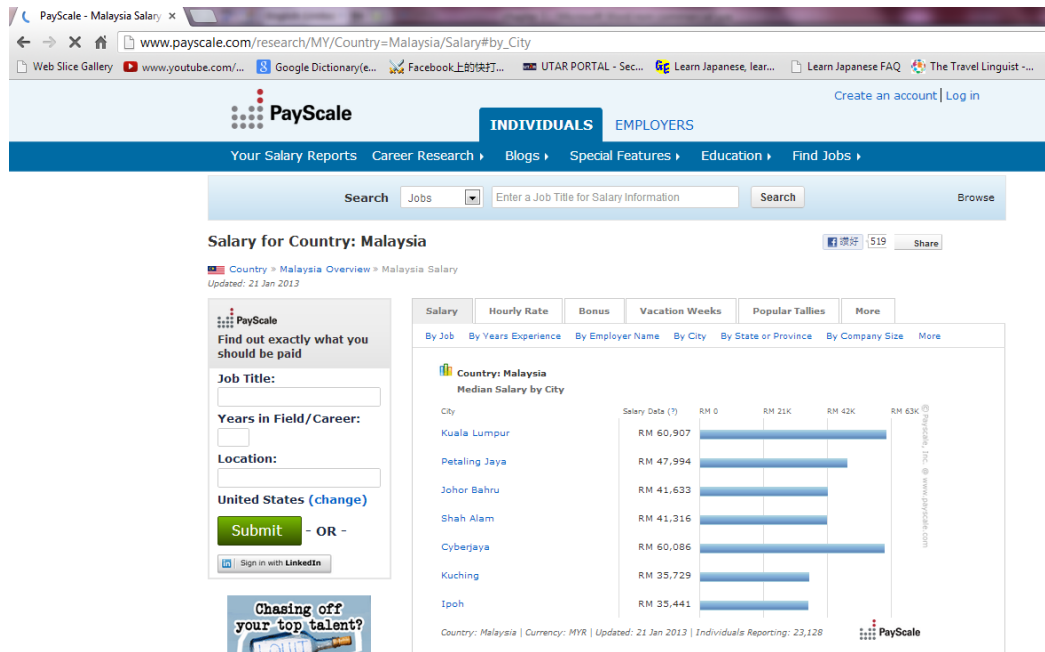 PayScale - Malaysia Salary ×
www.payscale.com/research/MY/Country=Malaysia/Salary#by_City
Web Slice Gallery www.youtube.com/... Google Dictionary(e... Facebook上的快打... UTAR PORTAL - Sec... Learn Japanese, lear... Learn Japanese FAQ The Travel Linguist -...
Create an account | Log in
PayScale
INDIVIDUALS EMPLOYERS
Your Salary Reports Career Research Blogs Special Features Education Find Jobs
Search Jobs Enter a Job Title for Salary Information Search Browse
Salary for Country: Malaysia
讚好 519 Share
Country » Malaysia Overview » Malaysia Salary
Updated: 21 Jan 2013
PayScale
Find out exactly what you
should be paid
Job Title:
Years in Field/Career:
Location:
United States (change)
Submit - OR -
in Sign in with LinkedIn
Chasing off
your top talent?
I QUIT
Salary Hourly Rate Bonus Vacation Weeks Popular Tallies More
By Job By Years Experience By Employer Name By City By State or Province By Company Size More
Country: Malaysia
Median Salary by City
City Salary Data (?) RM 0 RM 21K RM 42K RM 63K
Kuala Lumpur RM 60,907
Petaling Jaya RM 47,994
Johor Bahru RM 41,633
Shah Alam RM 41,316
Cyberjaya RM 60,086
Kuching RM 35,729
Ipoh RM 35,441
© Payscale, Inc. @ www.payscale.com
Country: Malaysia | Currency: MYR | Updated: 21 Jan 2013 | Individuals Reporting: 23,128
PayScale